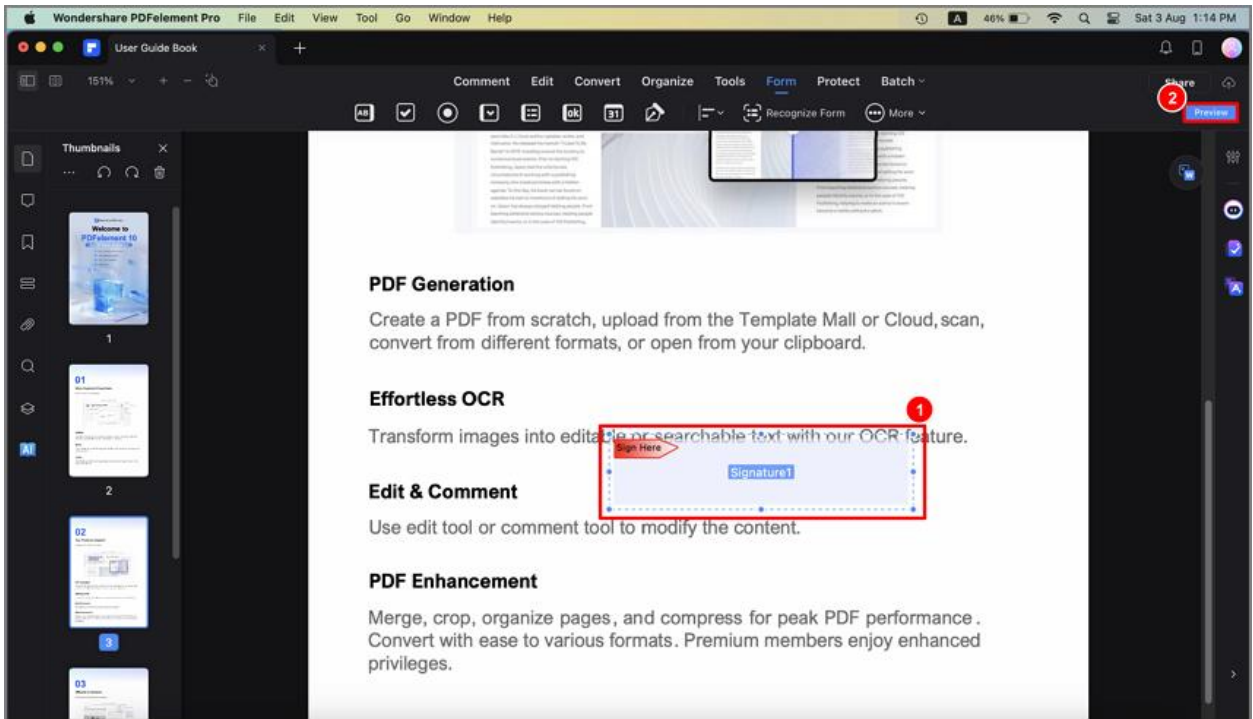 Wondershare PDFelement Pro File Edit View Tool Go Window Help A 46% Sat 3 Aug 1:14 PM
User Guide Book × +
151% Comment Edit Convert Organize Tools Form Protect Batch Share
2
AB ok 31 Recognize Form More Preview
Thumbnails
Welcome to
PDFelement 10
1
01
2
02
3
03
AI
PDF Generation
Create a PDF from scratch, upload from the Template Mall or Cloud, scan,
convert from different formats, or open from your clipboard.
Effortless OCR
1
Transform images into editable or searchable text with our OCR feature.
Sign Here
Signature1
Edit & Comment
Use edit tool or comment tool to modify the content.
PDF Enhancement
Merge, crop, organize pages, and compress for peak PDF performance.
Convert with ease to various formats. Premium members enjoy enhanced
privileges.